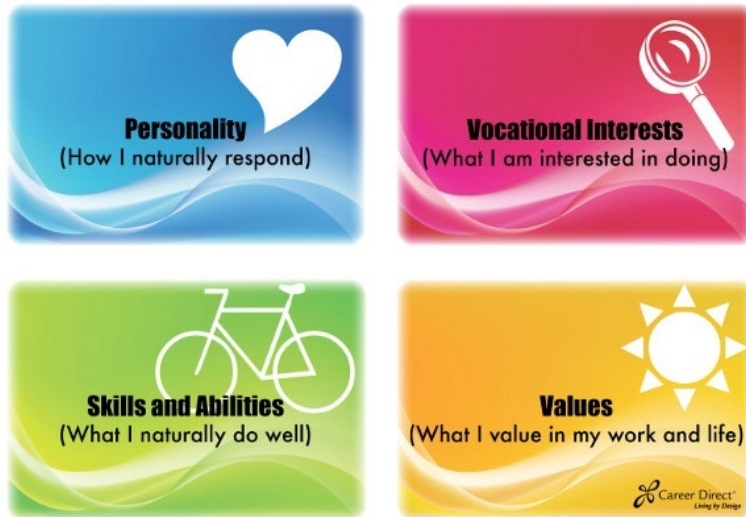 Personality
(How I naturally respond)
Vocational Interests
(What I am interested in doing)
Skills and Abilities
(What I naturally do well)
Values
(What I value in my work and life)
Career Direct
Living by Design